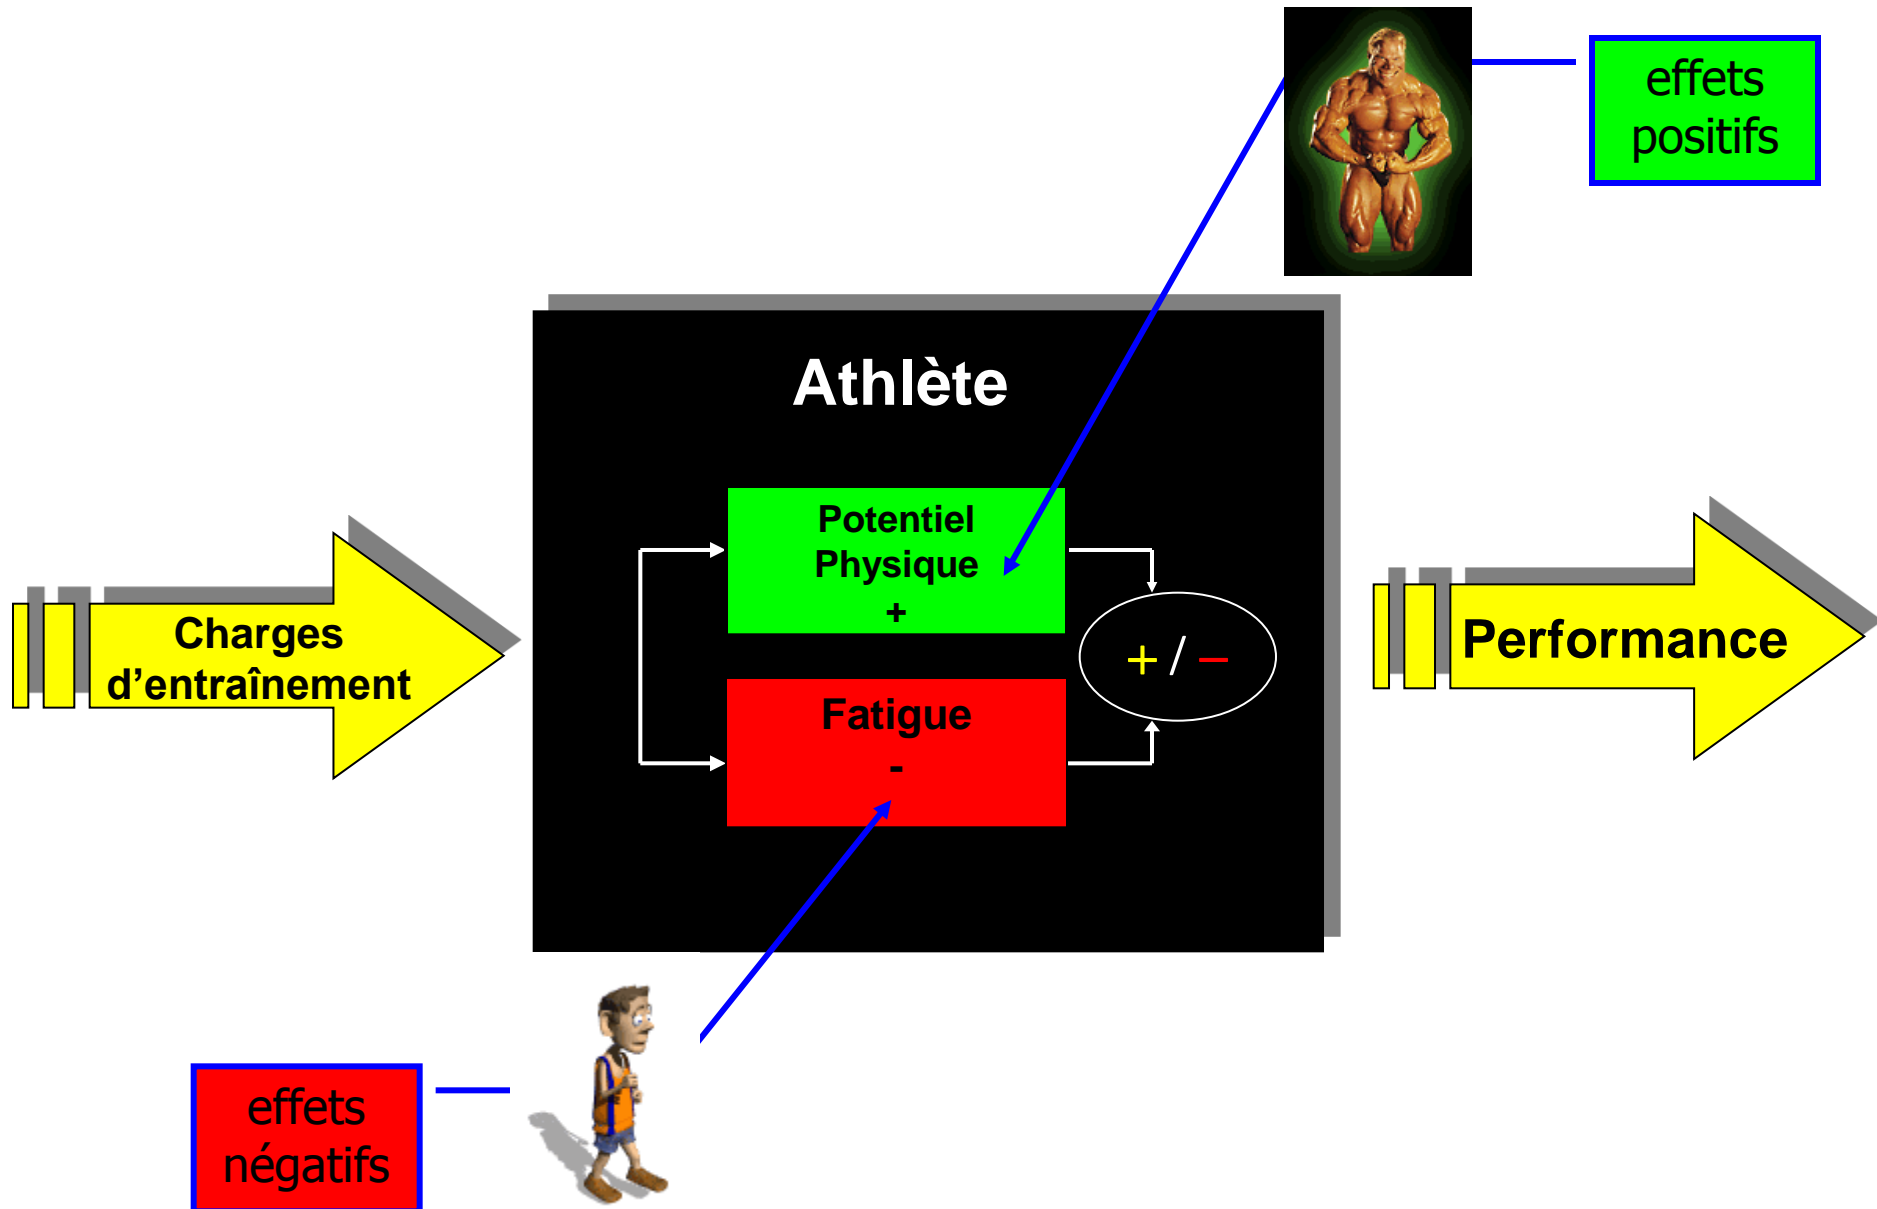 effets
positifs
Athlète
Potentiel
Physique
+
Charges
d’entraînement
+ / –
Performance
Fatigue
-
effets
négatifs